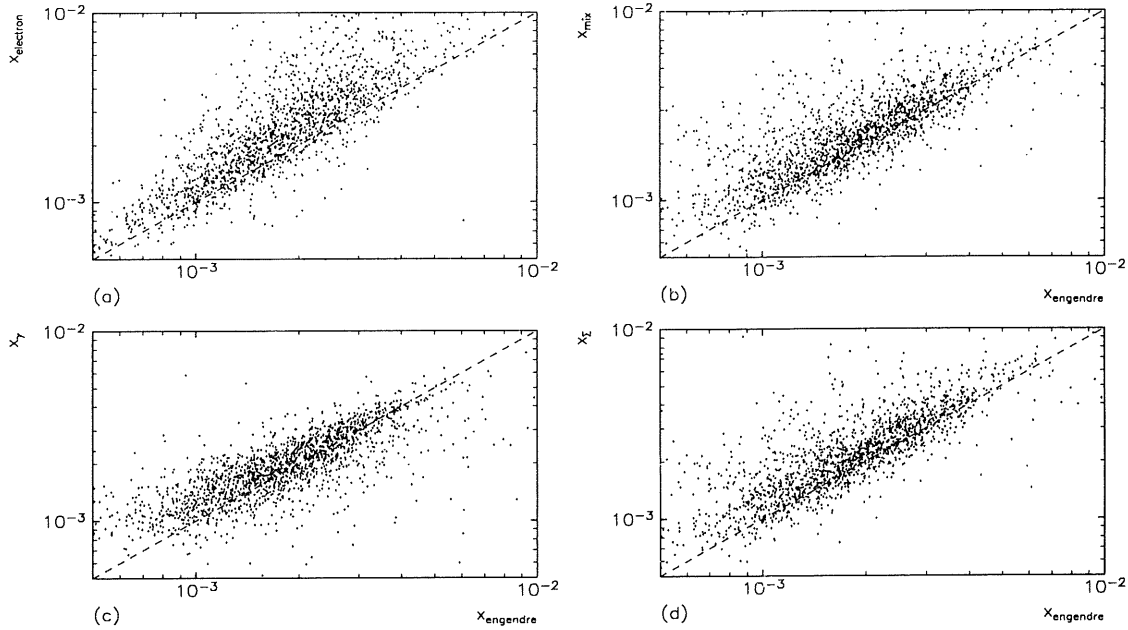 10⁻² 10⁻²
x_electron x_mix
10⁻³ 10⁻³
10⁻³ 10⁻² 10⁻³ 10⁻²
(a) (b) x_engendre
10⁻² 10⁻²
x_γ x_Σ
10⁻³ 10⁻³
10⁻³ 10⁻² 10⁻³ 10⁻²
(c) x_engendre (d) x_engendre